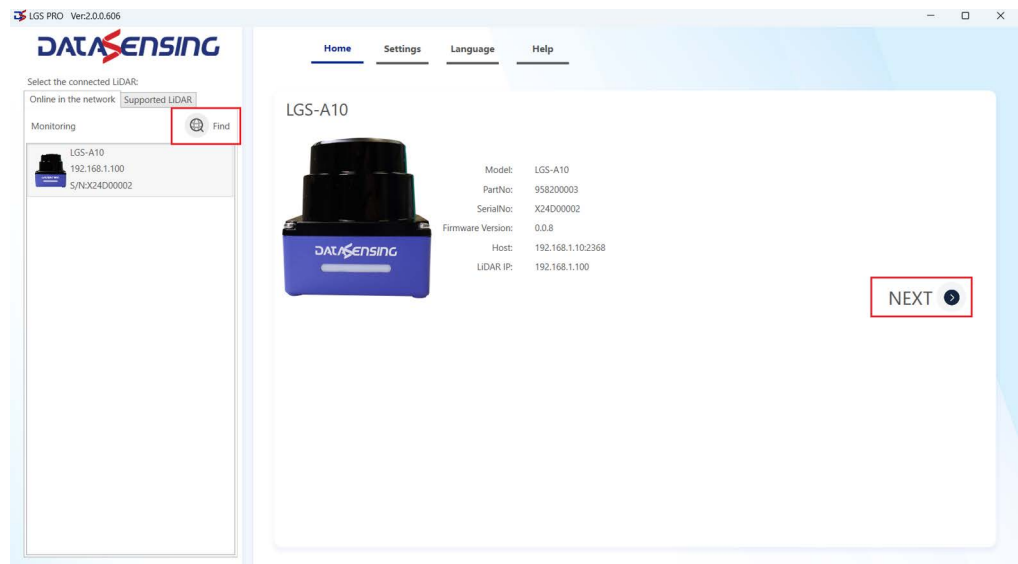 LGS PRO Ver:2.0.0.606
DATASENSING
Home Settings Language Help
Select the connected LiDAR:
Online in the network Supported LiDAR
Monitoring Find
LGS-A10
192.168.1.100
S/N:X24D00002
LGS-A10
DATASENSING
Model: LGS-A10
PartNo: 958200003
SerialNo: X24D00002
Firmware Version: 0.0.8
Host: 192.168.1.10:2368
LiDAR IP: 192.168.1.100
NEXT